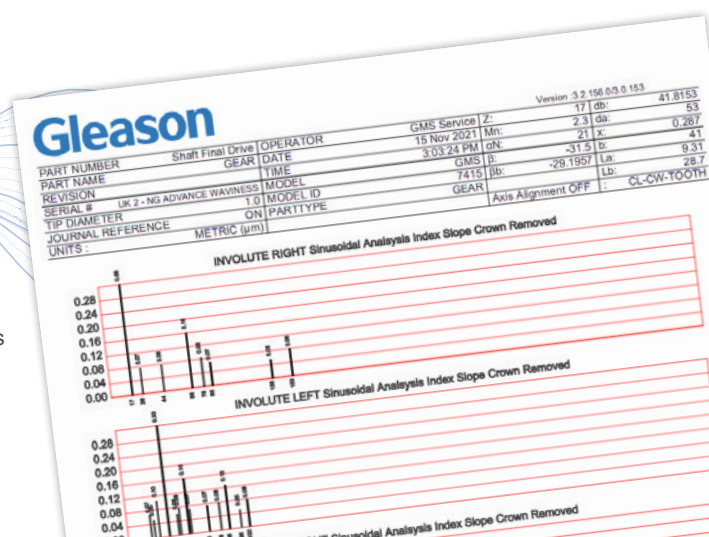 Gleason
Version :3.2.156.0/3.0.153
PART NUMBER Shaft Final Drive OPERATOR GMS Service Z: 17 db: 41.8153
PART NAME GEAR DATE 15 Nov 2021 Mn: 2.3 da: 53
REVISION TIME 3:03:24 PM αN: 21 x: 0.287
SERIAL # UK 2 - NG ADVANCE WAVINESS MODEL GMS β: -31.5 b: 41
TIP DIAMETER 1.0 MODEL ID 7415 βb: -29.1957 La: 9.31
JOURNAL REFERENCE ON PARTTYPE GEAR Lb: 28.7
UNITS : METRIC (µm) Axis Alignment OFF : CL-CW-TOOTH
INVOLUTE RIGHT Sinusoidal Analsysis Index Slope Crown Removed
0.28
0.24
0.20
0.16
0.12
0.08
0.04
0.00
INVOLUTE LEFT Sinusoidal Analsysis Index Slope Crown Removed
0.28
0.24
0.20
0.16
0.12
0.08
0.04
Sinusoidal Analsysis Index Slope Crown Removed
s